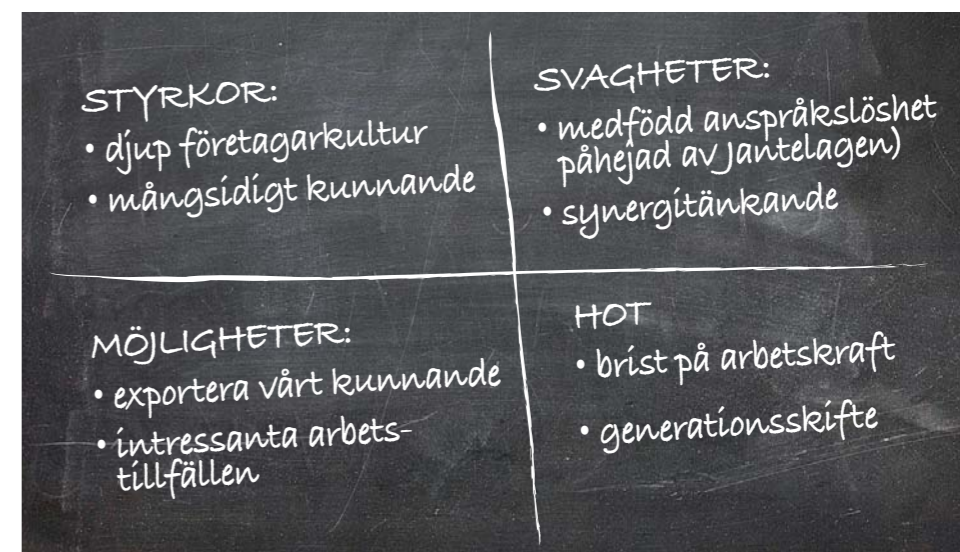 STYRKOR:
• djup företagarkultur
• mångsidigt kunnande
SVAGHETER:
• medfödd anspråkslöshet
påhejad av Jantelagen)
• synergitänkande
MÖJLIGHETER:
• exportera vårt kunnande
• intressanta arbets-
tillfällen
HOT
• brist på arbetskraft
• generationsskifte